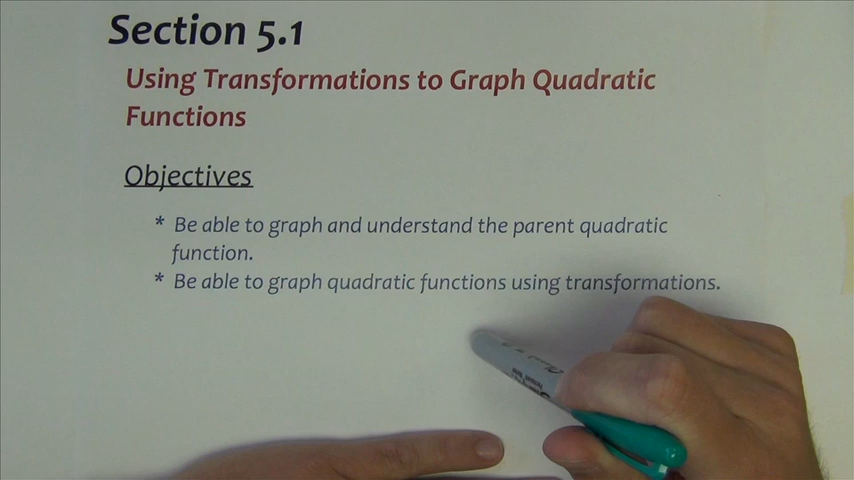 Section 5.1
Using Transformations to Graph Quadratic
Functions
Objectives
* Be able to graph and understand the parent quadratic
function.
* Be able to graph quadratic functions using transformations.